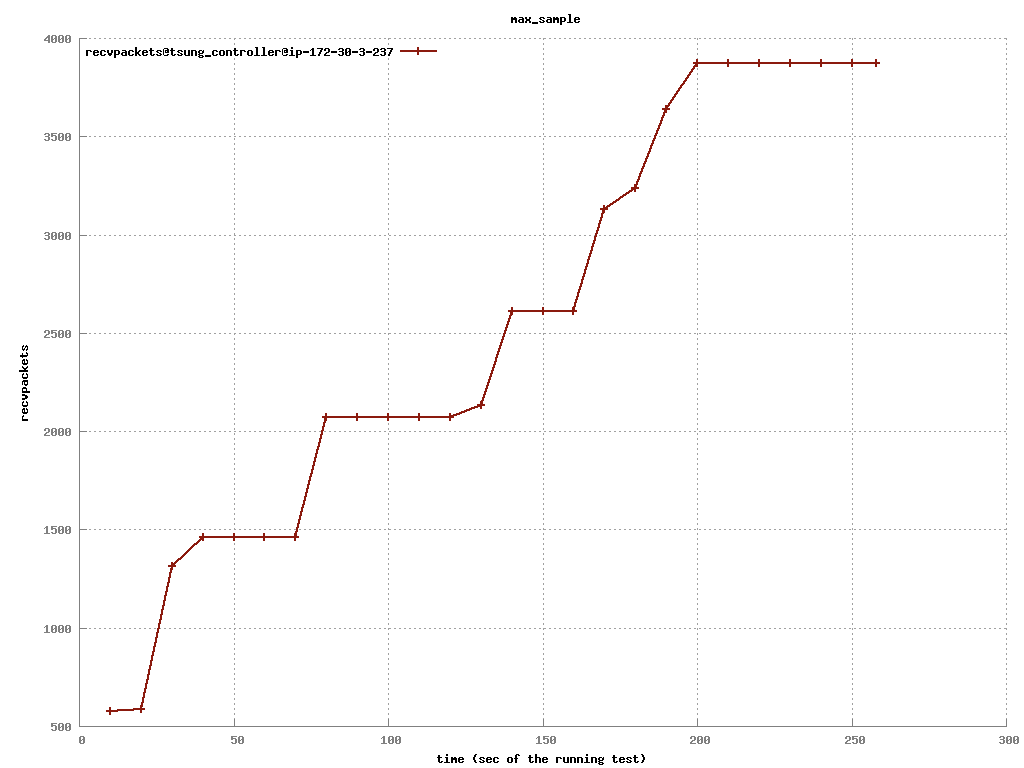 max_sample
recvpackets@tsung_controller@ip-172-30-3-237
4000
3500
3000
2500
2000
1500
1000
500
recvpackets
0 50 100 150 200 250 300
time (sec of the running test)